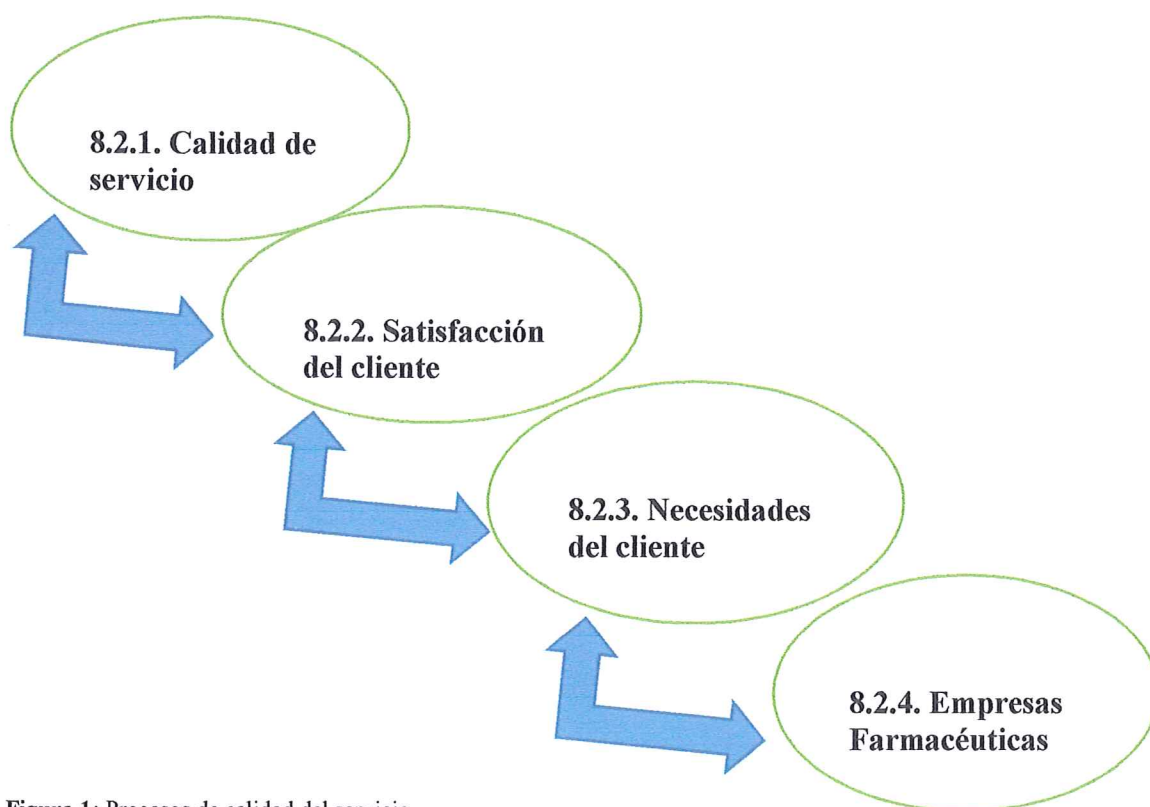 8.2.1. Calidad de
servicio
8.2.2. Satisfacción
del cliente
8.2.3. Necesidades
del cliente
8.2.4. Empresas
Farmacéuticas
Figura 1: Procesos de calidad del servicio